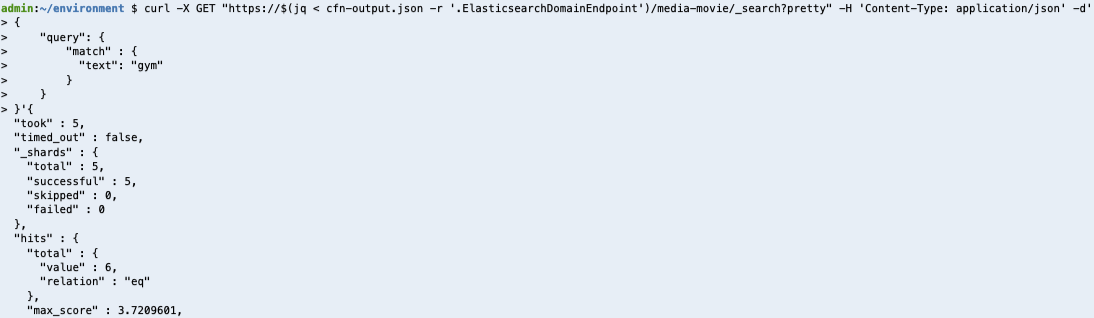 admin:~/environment $ curl -X GET "https://$(jq < cfn-output.json -r '.ElasticsearchDomainEndpoint')/media-movie/_search?pretty" -H 'Content-Type: application/json' -d'
> {
>     "query": {
>         "match" : {
>           "text": "gym"
>         }
>     }
> }'{
  "took" : 5,
  "timed_out" : false,
  "_shards" : {
    "total" : 5,
    "successful" : 5,
    "skipped" : 0,
    "failed" : 0
  },
  "hits" : {
    "total" : {
      "value" : 6,
      "relation" : "eq"
    },
    "max_score" : 3.7209601,